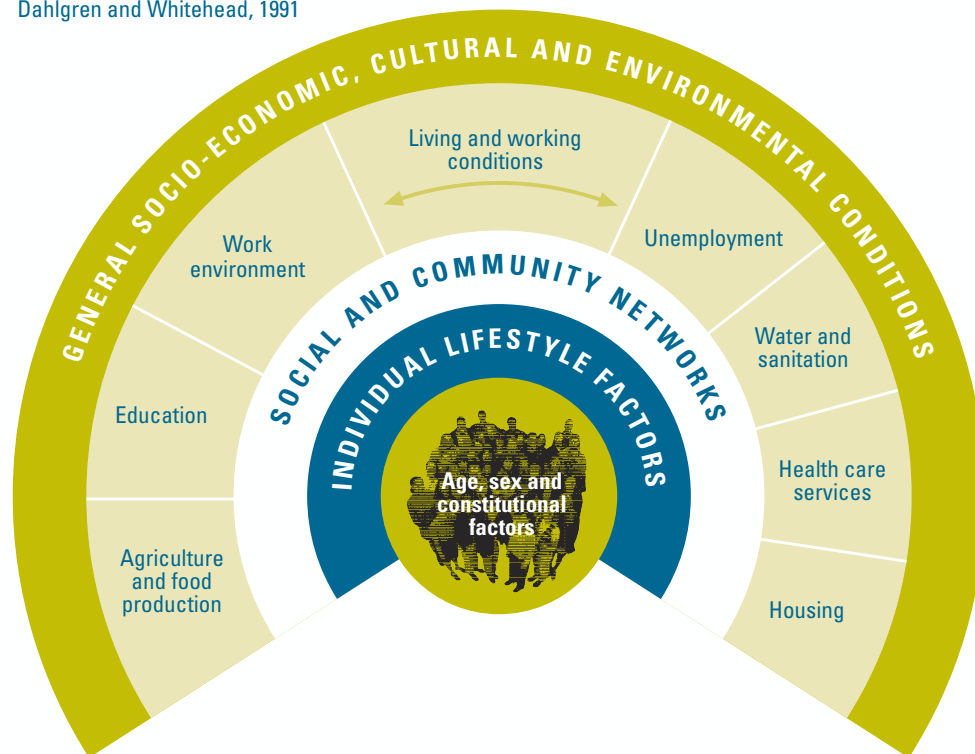 Dahlgren and Whitehead, 1991
GENERAL SOCIO-ECONOMIC, CULTURAL AND ENVIRONMENTAL CONDITIONS
Living and working
conditions
Work
environment
Unemployment
Education
Water and
sanitation
Agriculture
and food
production
Health care
services
Housing
SOCIAL AND COMMUNITY NETWORKS
INDIVIDUAL LIFESTYLE FACTORS
Age, sex and
constitutional
factors